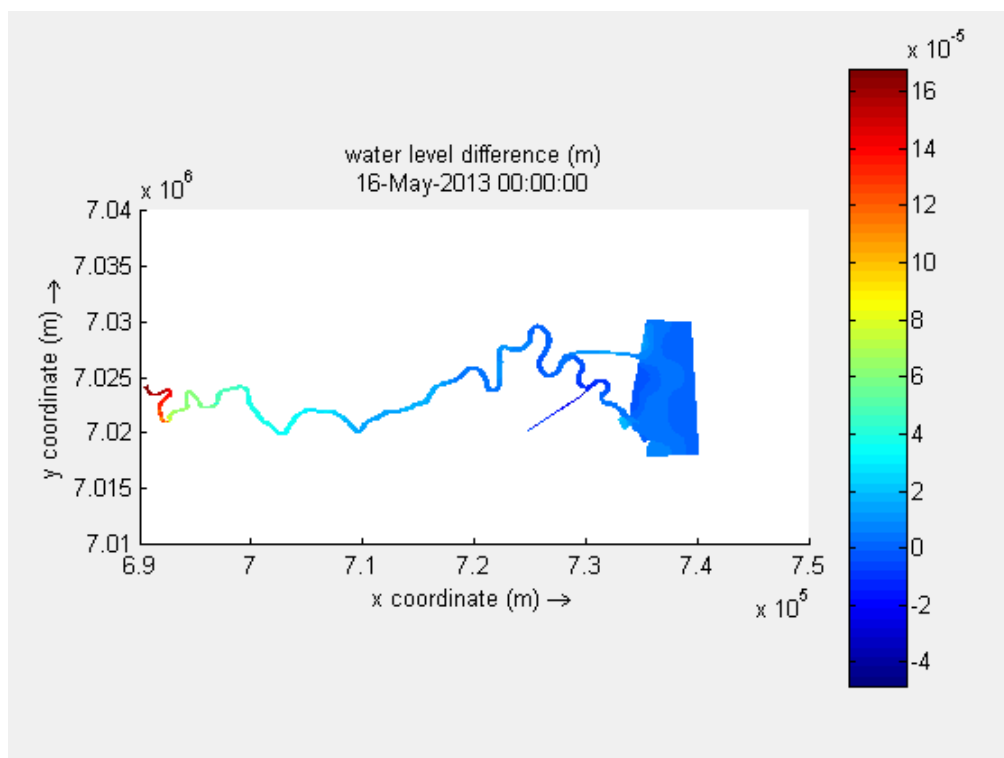 x 10^-5
water level difference (m)
16-May-2013 00:00:00
x 10^6
7.04
7.035
7.03
7.025
7.02
7.015
7.01
y coordinate (m) →
6.9 7 7.1 7.2 7.3 7.4 7.5
x coordinate (m) →
x 10^5
16
14
12
10
8
6
4
2
0
-2
-4